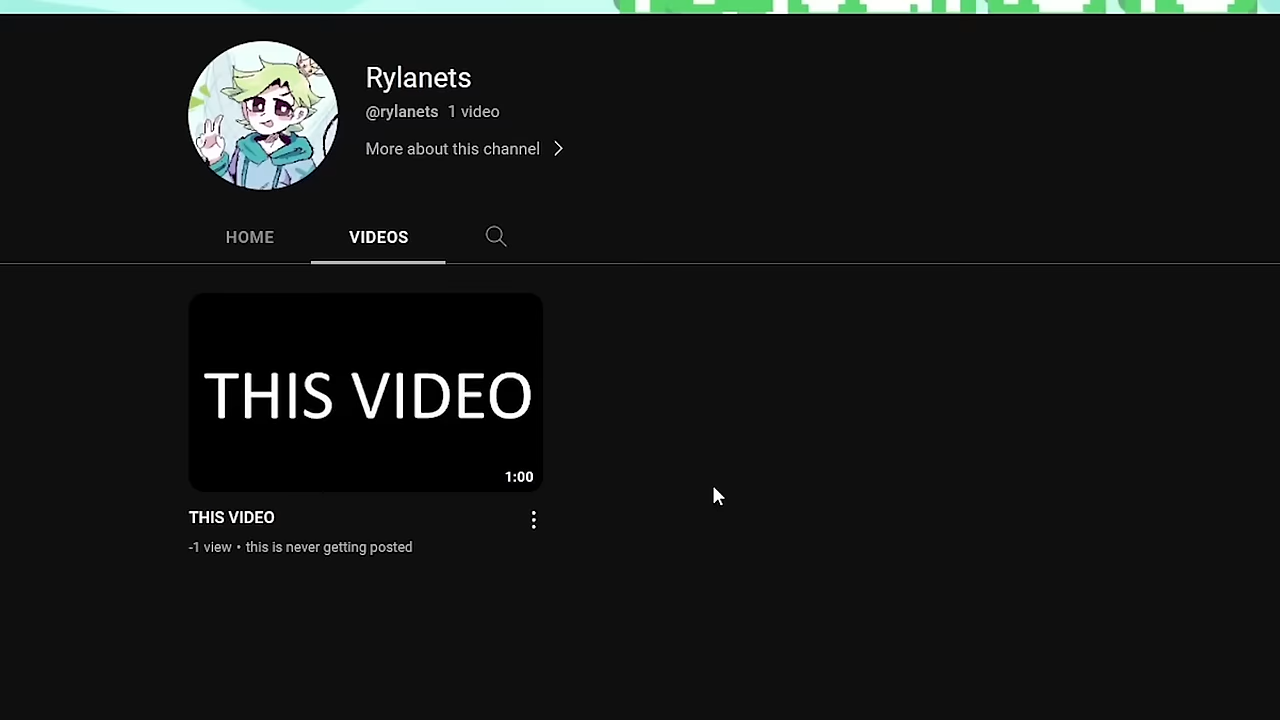 Rylanets
@rylanets 1 video
More about this channel
HOME VIDEOS
THIS VIDEO
1:00
THIS VIDEO
-1 view • this is never getting posted